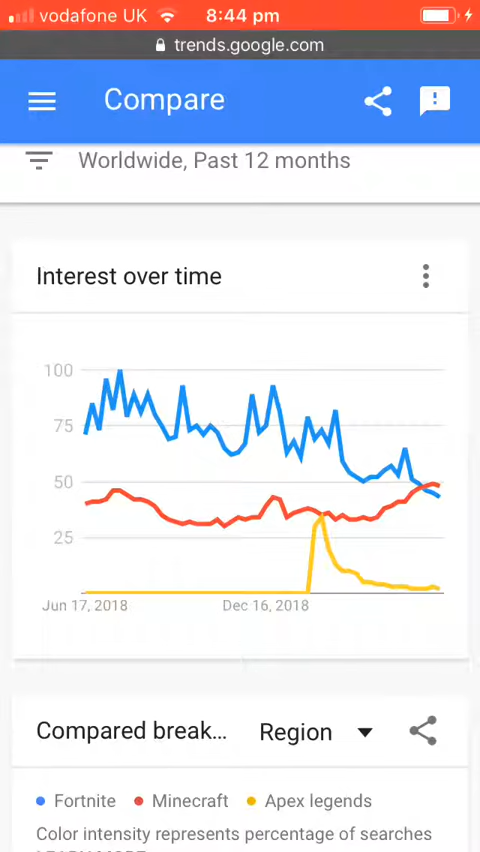 vodafone UK 8:44 pm
trends.google.com
Compare
Worldwide, Past 12 months
Interest over time
100
75
50
25
Jun 17, 2018 Dec 16, 2018
Compared break... Region
Fortnite Minecraft Apex legends
Color intensity represents percentage of searches